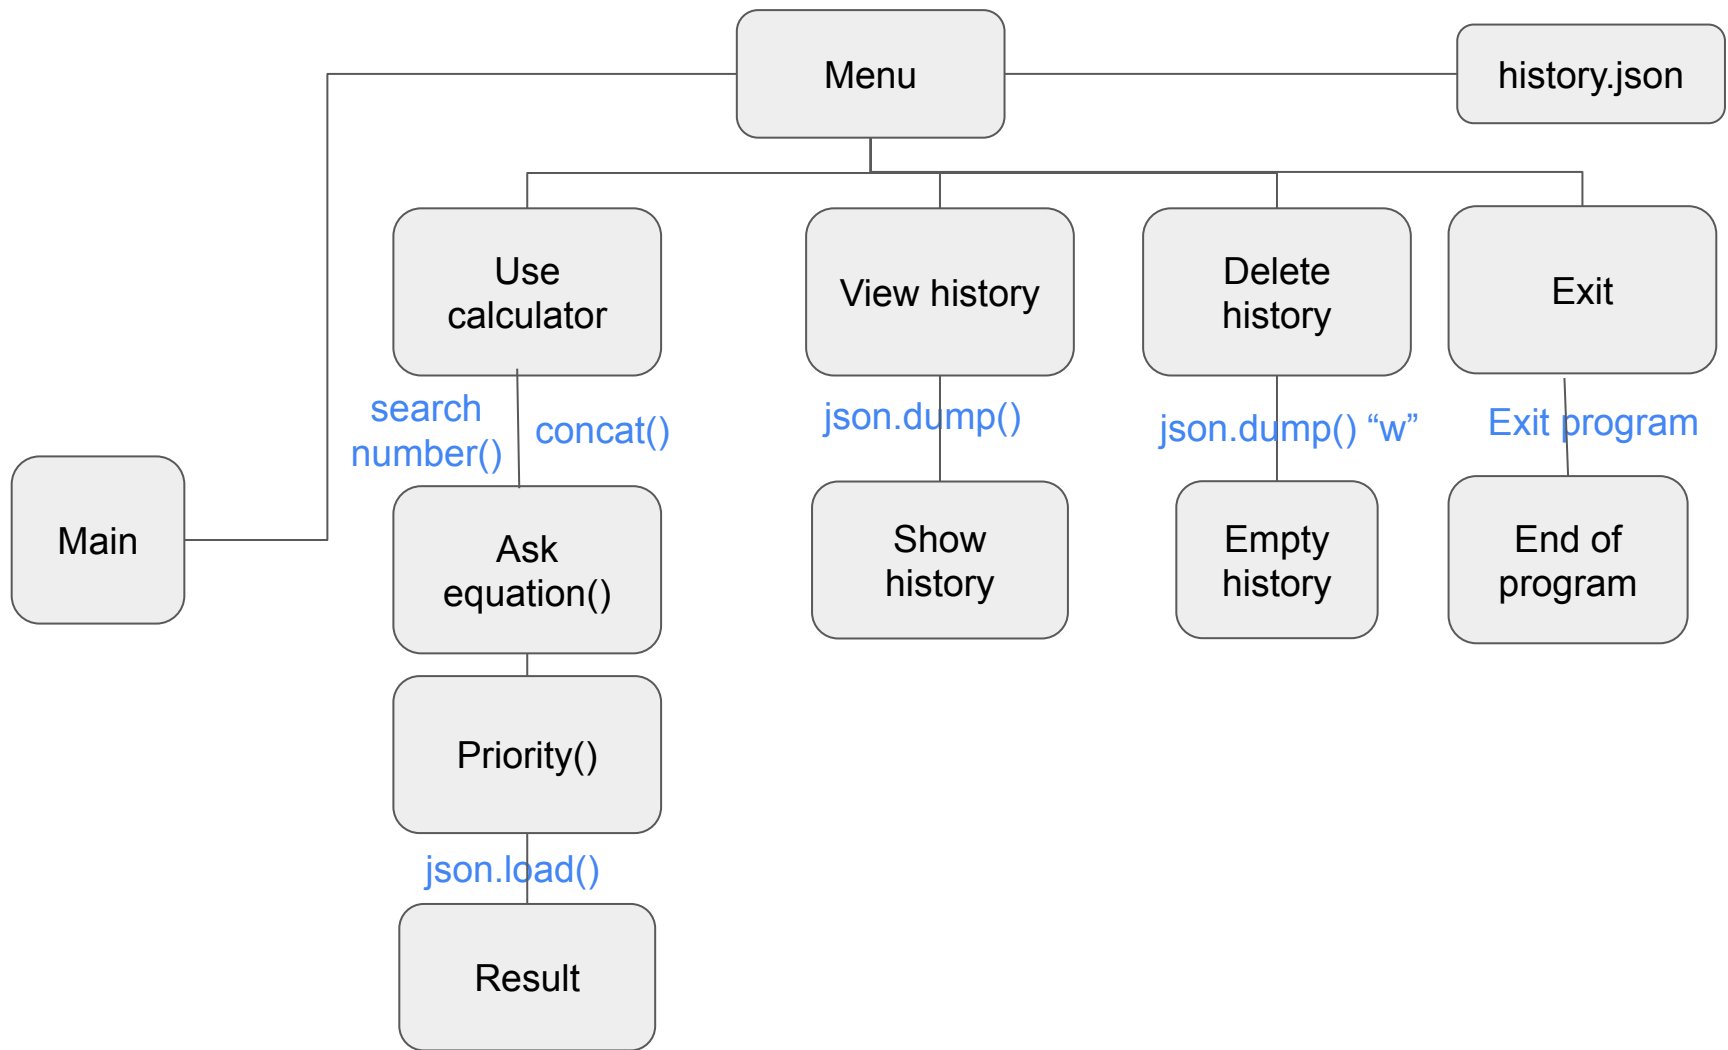 Menu
history.json
Use
calculator
View history
Delete
history
Exit
search
number()
concat()
json.dump()
json.dump() “w”
Exit program
Main
Ask
equation()
Show
history
Empty
history
End of
program
Priority()
json.load()
Result